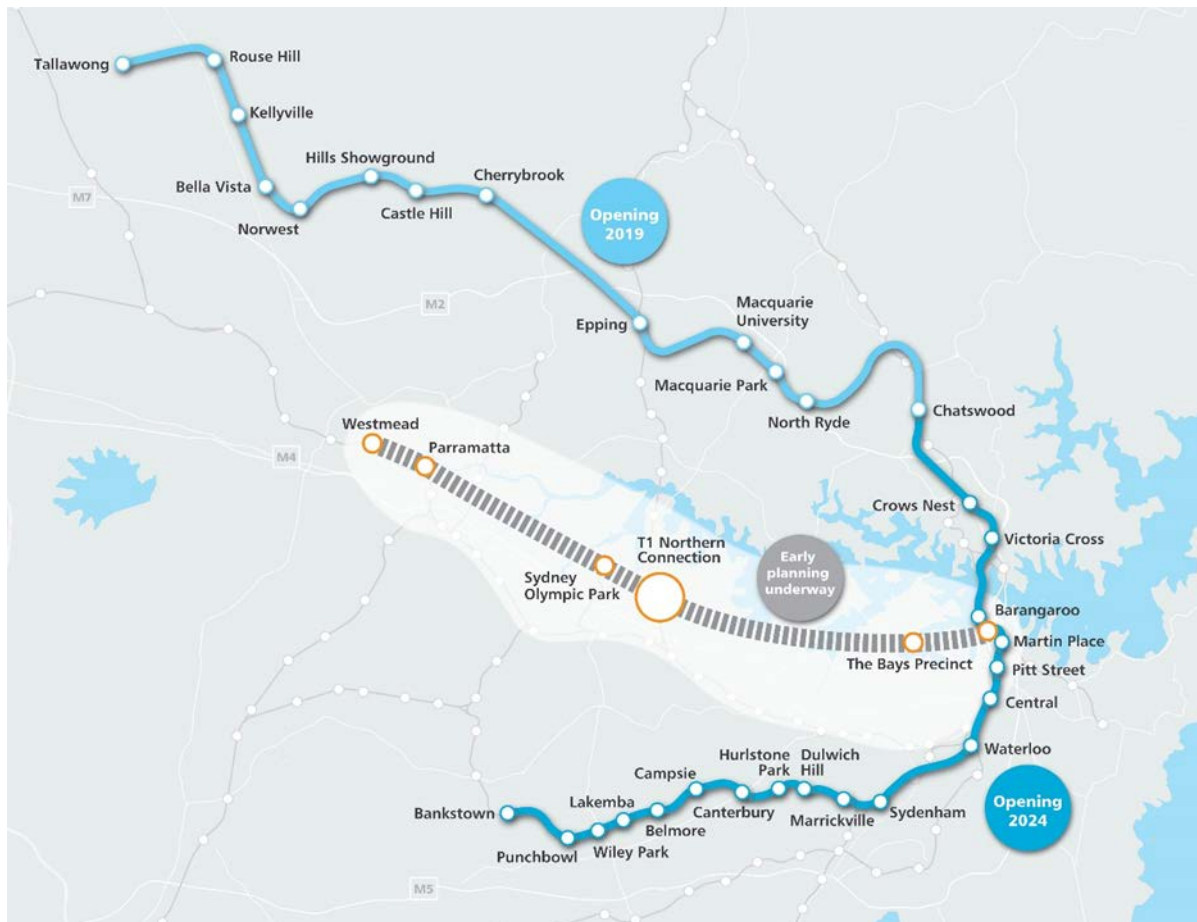 Tallawong
Rouse Hill
Kellyville
Bella Vista
Norwest
Hills Showground
Castle Hill
Cherrybrook
Opening
2019
M7
M2
Epping
Macquarie
University
Macquarie Park
North Ryde
Chatswood
Westmead
Parramatta
M4
Crows Nest
Victoria Cross
T1 Northern
Connection
Early
planning
underway
Sydney
Olympic Park
Barangaroo
Martin Place
The Bays Precinct
Pitt Street
Central
Waterloo
Opening
2024
Bankstown
Punchbowl
Wiley Park
Lakemba
Belmore
Campsie
Canterbury
Hurlstone
Park
Dulwich
Hill
Marrickville
Sydenham
M5